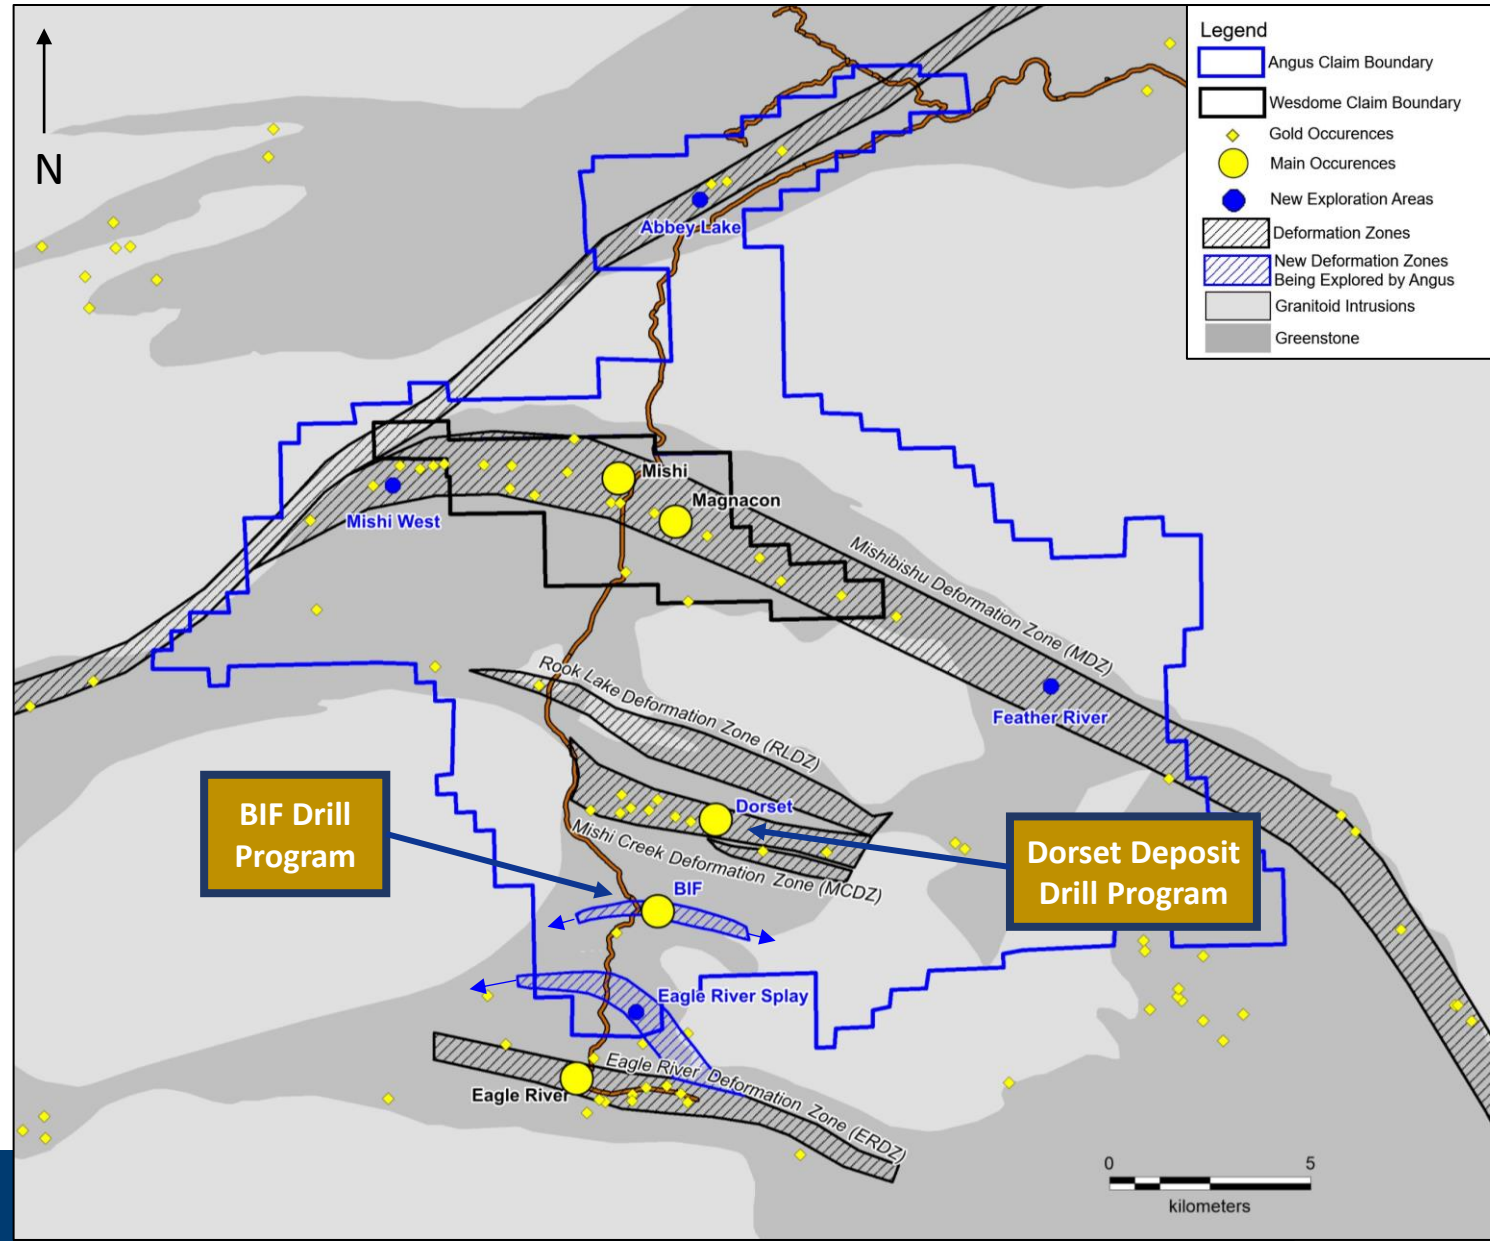 N
Legend
Angus Claim Boundary
Wesdome Claim Boundary
Gold Occurences
Main Occurences
New Exploration Areas
Deformation Zones
New Deformation Zones
Being Explored by Angus
Granitoid Intrusions
Greenstone
Abbey Lake
Mishi
Magnacon
Mishi West
Mishibishu Deformation Zone (MDZ)
Rook Lake Deformation Zone (RLDZ)
Feather River
BIF Drill
Program
Dorset
Mishi Creek Deformation Zone (MCDZ)
Dorset Deposit
Drill Program
BIF
Eagle River Splay
Eagle River Deformation Zone (ERDZ)
Eagle River
0 5
kilometers